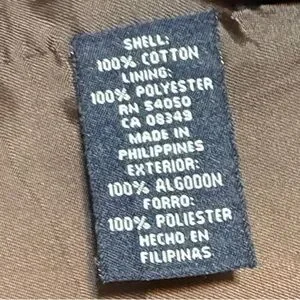 SHELL:
100% COTTON
LINING:
100% POLYESTER
RN 54050
CA 08349
MADE IN
PHILIPPINES
EXTERIOR:
100% ALGODON
FORRO:
100% POLIESTER
HECHO EN
FILIPINAS